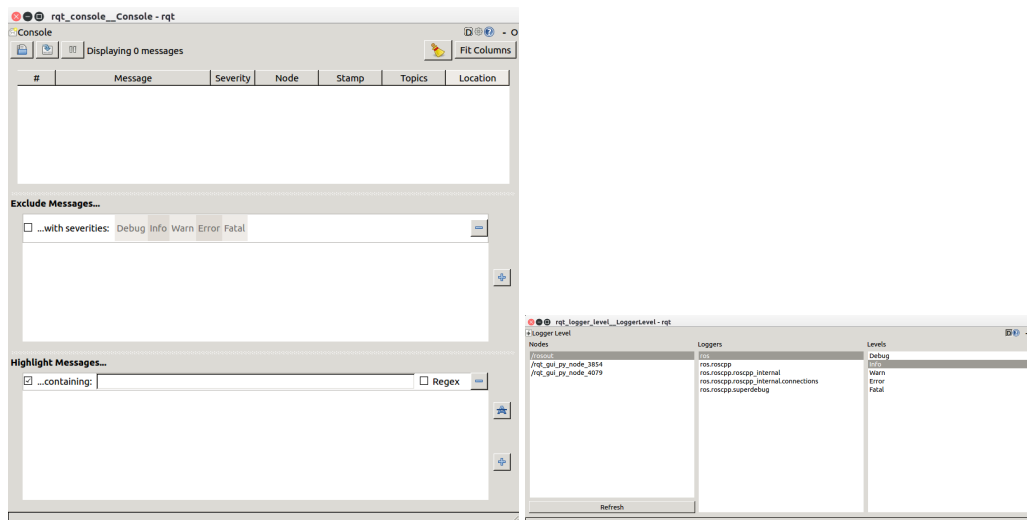 rqt_console__Console - rqt
Console
D
-
O
Displaying 0 messages
Fit Columns
# Message Severity Node Stamp Topics Location
Exclude Messages...
...with severities: Debug Info Warn Error Fatal
Highlight Messages...
...containing:
Regex
rqt_logger_level__LoggerLevel - rqt
Logger Level
D
-
Nodes
/rosout
/rqt_gui_py_node_3854
/rqt_gui_py_node_4079
Refresh
Loggers
ros
ros.roscpp
ros.roscpp.roscpp_internal
ros.roscpp.roscpp_internal.connections
ros.roscpp.superdebug
Levels
Debug
Info
Warn
Error
Fatal